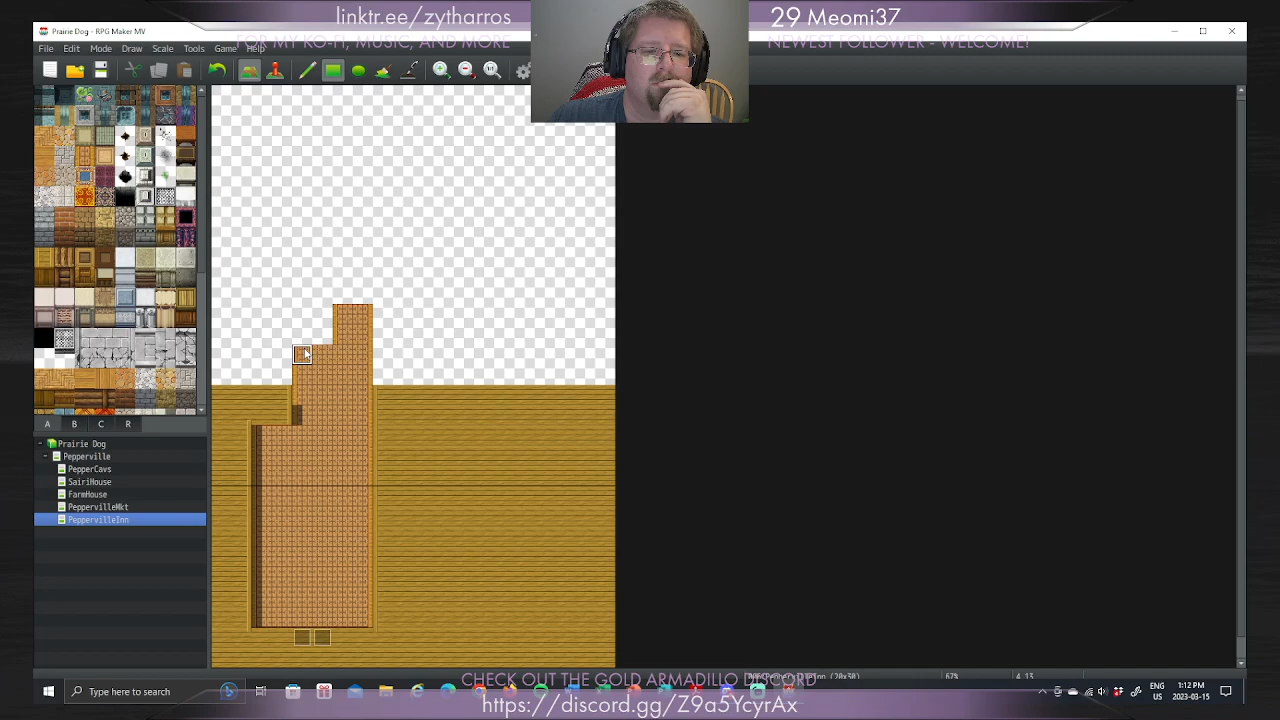 linktr.ee/zytharros
29 Meomi37
Prairie Dog - RPG Maker MV
FOR MY KO-FI, MUSIC, AND MORE
NEWEST FOLLOWER - WELCOME!
File Edit Mode Draw Scale Tools Game Help
A B C R
Prairie Dog
Pepperville
PepperCavs
SairiHouse
FarmHouse
PeppervilleMkt
PeppervilleInn
CHECK OUT THE GOLD ARMADILLO DISCORD
67%
4,13
Type here to search
ENG
US
1:12 PM
2023-03-15
https://discord.gg/Z9a5YcyrAx